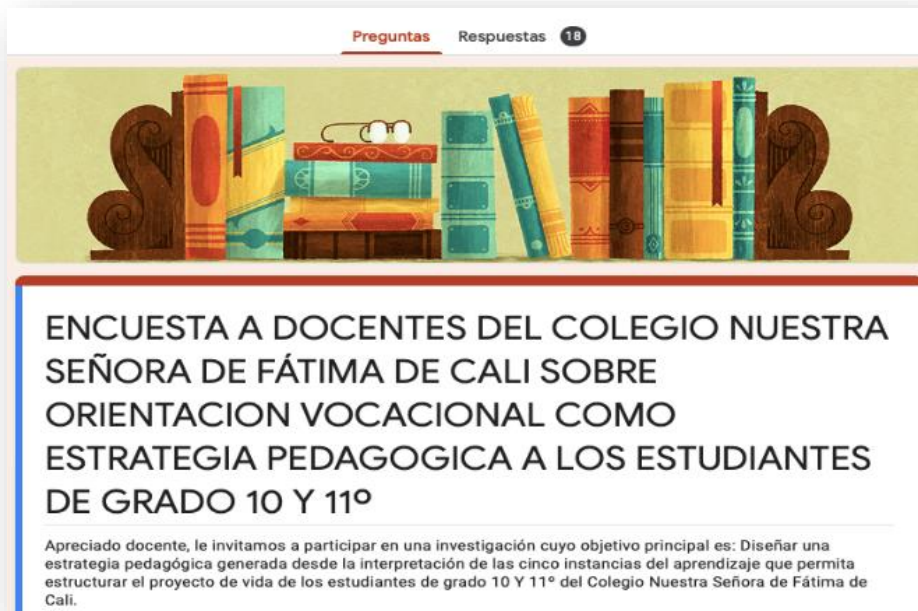 Preguntas Respuestas 18
ENCUESTA A DOCENTES DEL COLEGIO NUESTRA
SEÑORA DE FÁTIMA DE CALI SOBRE
ORIENTACION VOCACIONAL COMO
ESTRATEGIA PEDAGOGICA A LOS ESTUDIANTES
DE GRADO 10 Y 11º
Apreciado docente, le invitamos a participar en una investigación cuyo objetivo principal es: Diseñar una
estrategia pedagógica generada desde la interpretación de las cinco instancias del aprendizaje que permita
estructurar el proyecto de vida de los estudiantes de grado 10 Y 11º del Colegio Nuestra Señora de Fátima de
Cali.